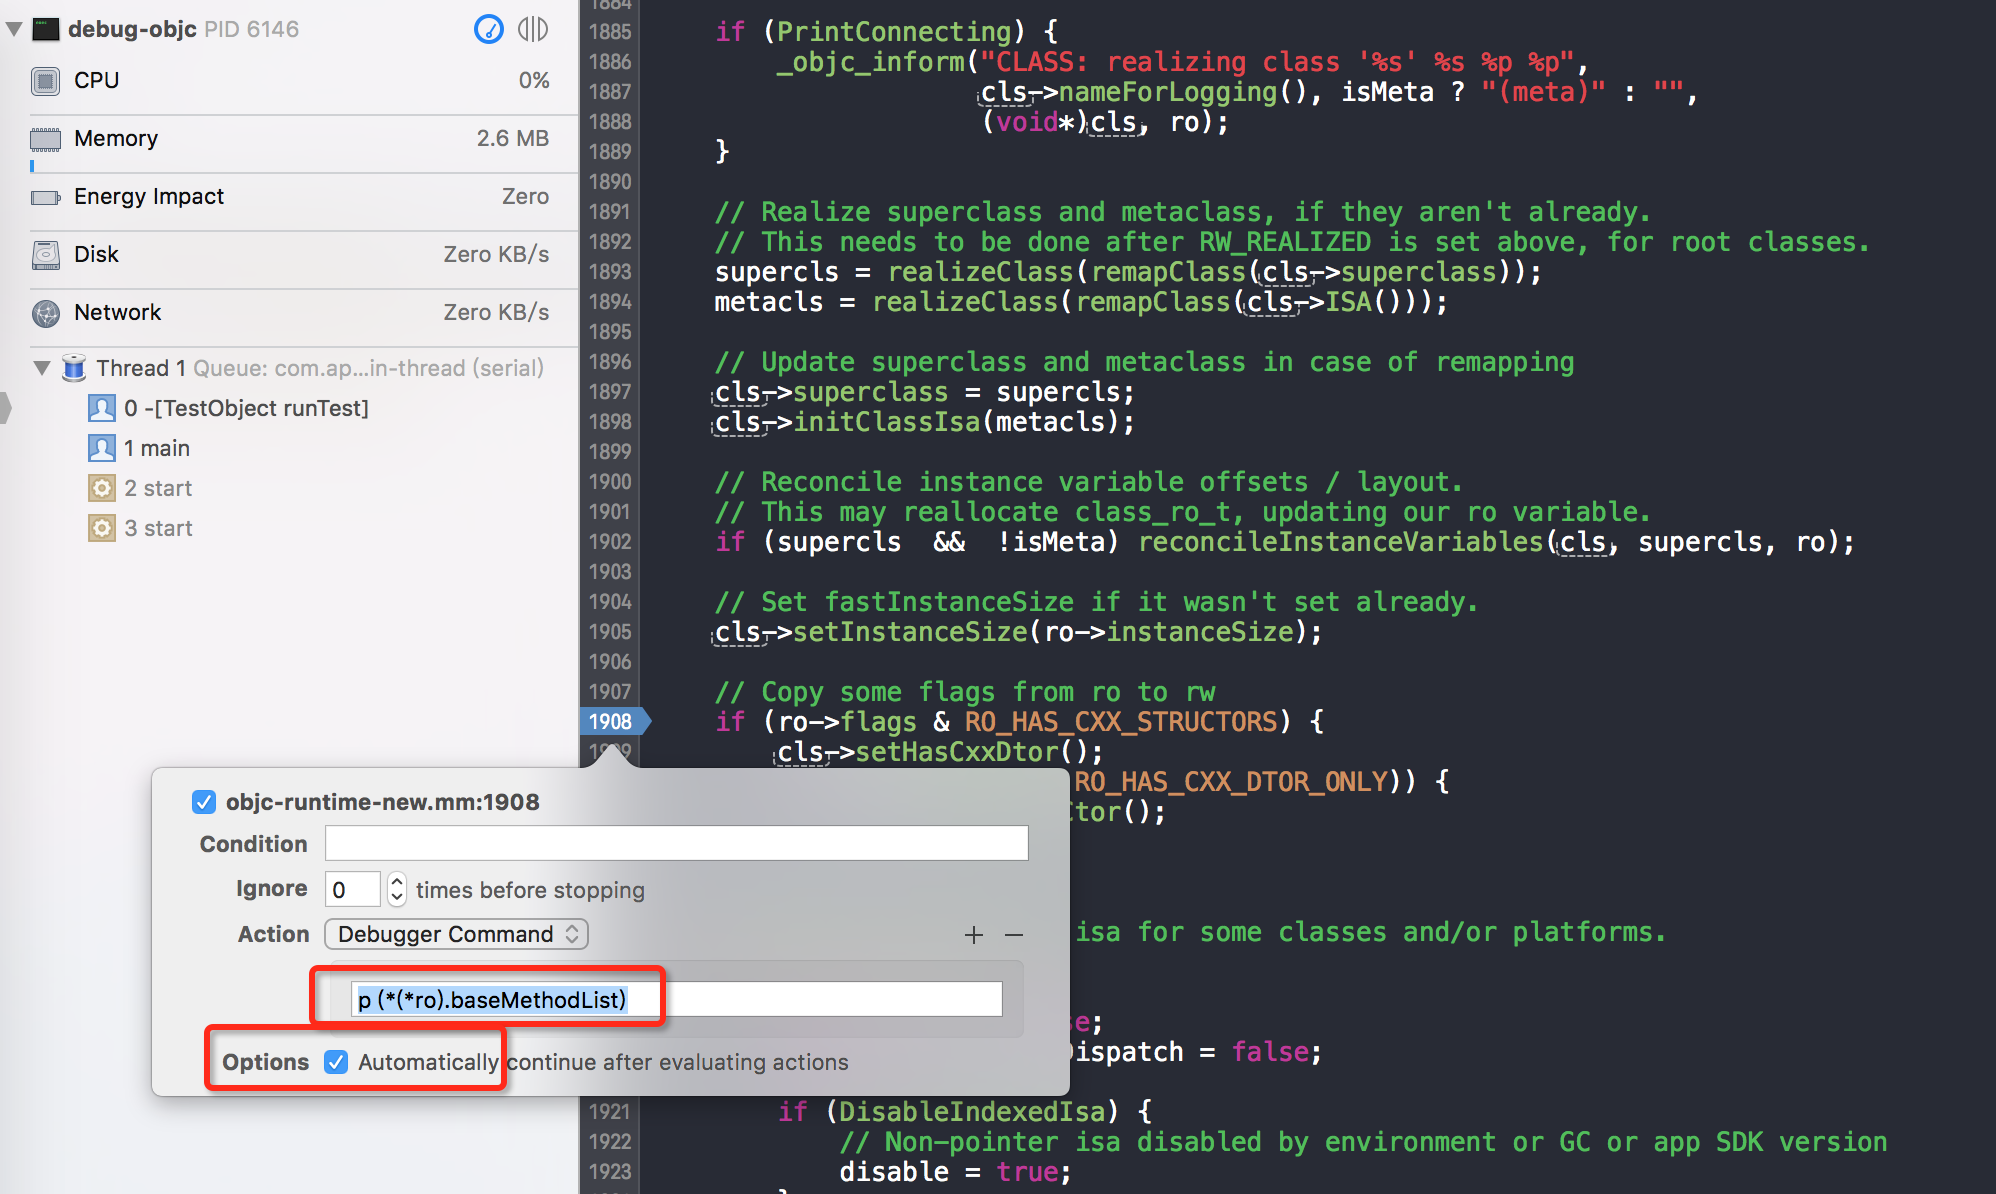 debug-objc PID 6146
CPU 0%
Memory 2.6 MB
Energy Impact Zero
Disk Zero KB/s
Network Zero KB/s
Thread 1 Queue: com.ap...in-thread (serial)
0 -[TestObject runTest]
1 main
2 start
3 start
1884
1885 if (PrintConnecting) {
1886 _objc_inform("CLASS: realizing class '%s' %s %p %p",
1887 cls->nameForLogging(), isMeta ? "(meta)" : "",
1888 (void*)cls, ro);
1889 }
1890
1891 // Realize superclass and metaclass, if they aren't already.
1892 // This needs to be done after RW_REALIZED is set above, for root classes.
1893 supercls = realizeClass(remapClass(cls->superclass));
1894 metacls = realizeClass(remapClass(cls->ISA()));
1895
1896 // Update superclass and metaclass in case of remapping
1897 cls->superclass = supercls;
1898 cls->initClassIsa(metacls);
1899
1900 // Reconcile instance variable offsets / layout.
1901 // This may reallocate class_ro_t, updating our ro variable.
1902 if (supercls && !isMeta) reconcileInstanceVariables(cls, supercls, ro);
1903
1904 // Set fastInstanceSize if it wasn't set already.
1905 cls->setInstanceSize(ro->instanceSize);
1906
1907 // Copy some flags from ro to rw
1908 if (ro->flags & RO_HAS_CXX_STRUCTORS) {
1909 cls->setHasCxxDtor();
RO_HAS_CXX_DTOR_ONLY)) {
tor();
isa for some classes and/or platforms.
se;
Dispatch = false;
objc-runtime-new.mm:1908
Condition
Ignore 0 times before stopping
Action Debugger Command + −
p (*(*ro).baseMethodList)
Options Automatically continue after evaluating actions
1921 if (DisableIndexedIsa) {
1922 // Non-pointer isa disabled by environment or GC or app SDK version
1923 disable = true;